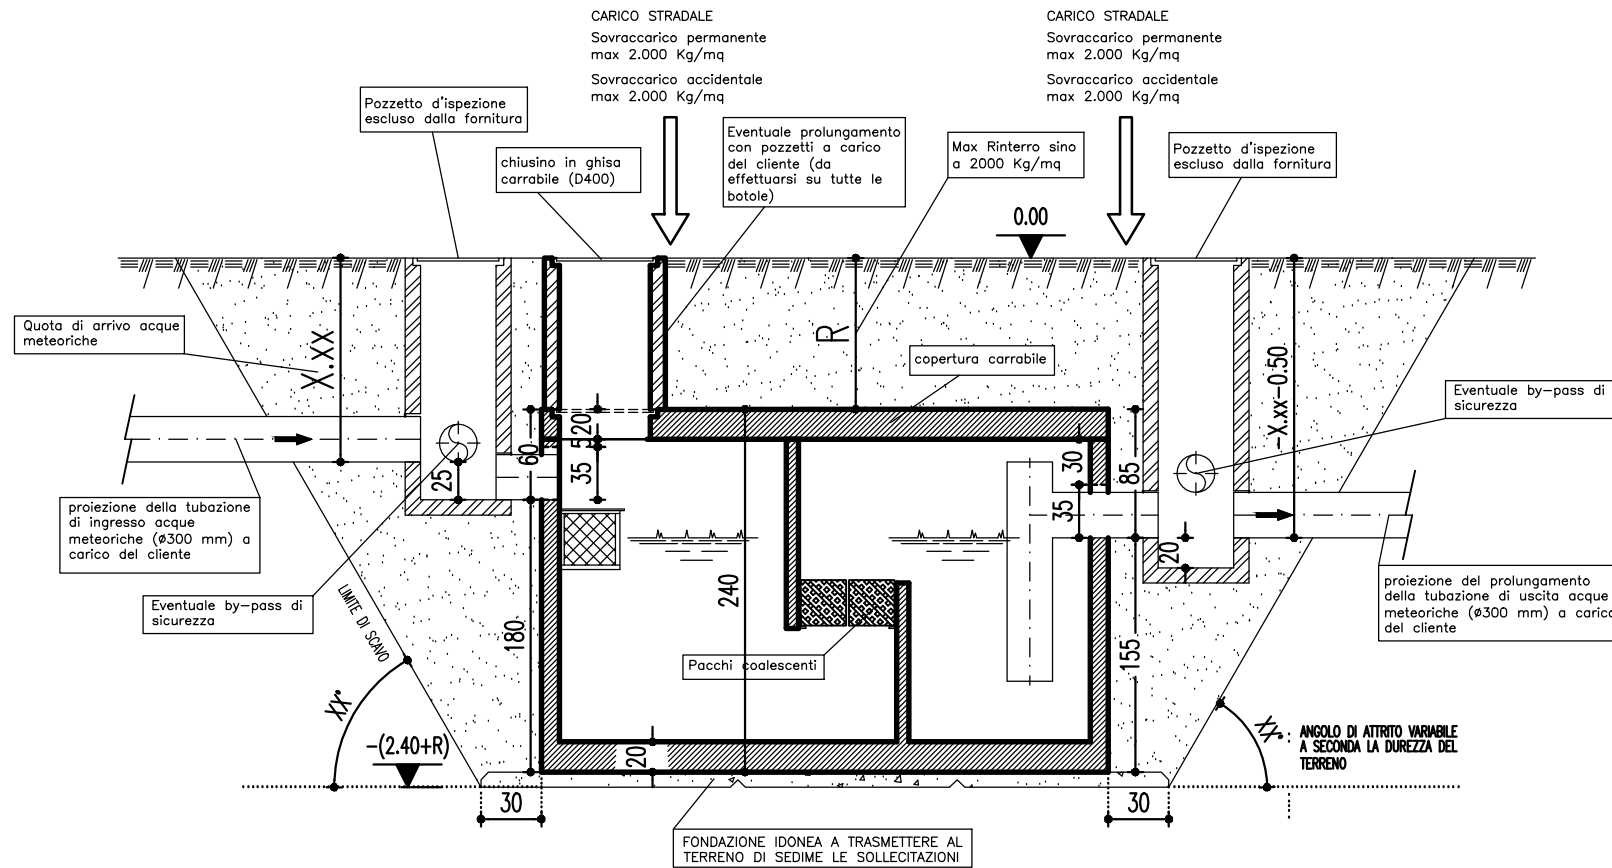 CARICO STRADALE
Sovraccarico permanente
max 2.000 Kg/mq
Sovraccarico accidentale
max 2.000 Kg/mq
CARICO STRADALE
Sovraccarico permanente
max 2.000 Kg/mq
Sovraccarico accidentale
max 2.000 Kg/mq
Pozzetto d'ispezione
escluso dalla fornitura
chiusino in ghisa
carrabile (D400)
Eventuale prolungamento
con pozzetti a carico
del cliente (da
effettuarsi su tutte le
botole)
Max Rinterro sino
a 2000 Kg/mq
Pozzetto d'ispezione
escluso dalla fornitura
0.00
Quota di arrivo acque
meteoriche
X.XX
R
copertura carrabile
-X.xx-0.50
Eventuale by-pass di
sicurezza
60
25
20
5
35
30
35
85
20
proiezione della tubazione
di ingresso acque
meteoriche (ø300 mm) a
carico del cliente
Eventuale by-pass di
sicurezza
LIMITE DI SCAVO
180
240
155
Pacchi coalescenti
proiezione del prolungamento
della tubazione di uscita acque
meteoriche (ø300 mm) a carico
del cliente
XX°
-(2.40+R)
20
XX°: ANGOLO DI ATTRITO VARIABILE
A SECONDA LA DUREZZA DEL
TERRENO
30
30
FONDAZIONE IDONEA A TRASMETTERE AL
TERRENO DI SEDIME LE SOLLECITAZIONI